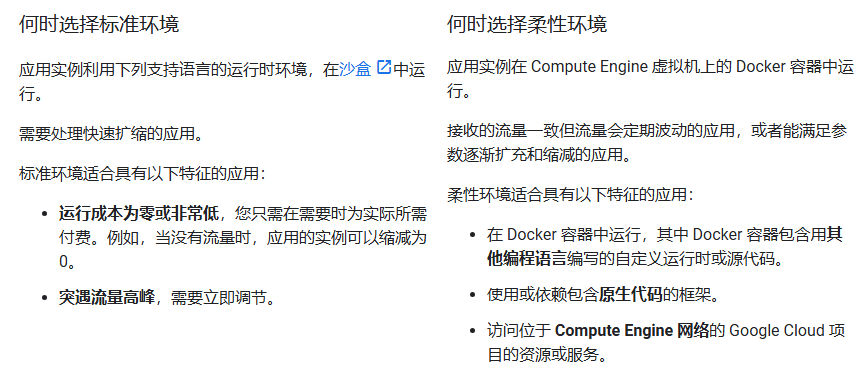 何时选择标准环境
应用实例利用下列支持语言的运行时环境，在沙盒中运
行。
需要处理快速扩缩的应用。
标准环境适合具有以下特征的应用：
• 运行成本为零或非常低，您只需在需要时为实际所需
付费。例如，当没有流量时，应用的实例可以缩减为
0。
• 突遇流量高峰，需要立即调节。
何时选择柔性环境
应用实例在 Compute Engine 虚拟机上的 Docker 容器中运
行。
接收的流量一致但流量会定期波动的应用，或者能满足参
数逐渐扩充和缩减的应用。
柔性环境适合具有以下特征的应用：
• 在 Docker 容器中运行，其中 Docker 容器包含用其
他编程语言编写的自定义运行时或源代码。
• 使用或依赖包含原生代码的框架。
• 访问位于 Compute Engine 网络的 Google Cloud 项
目的资源或服务。